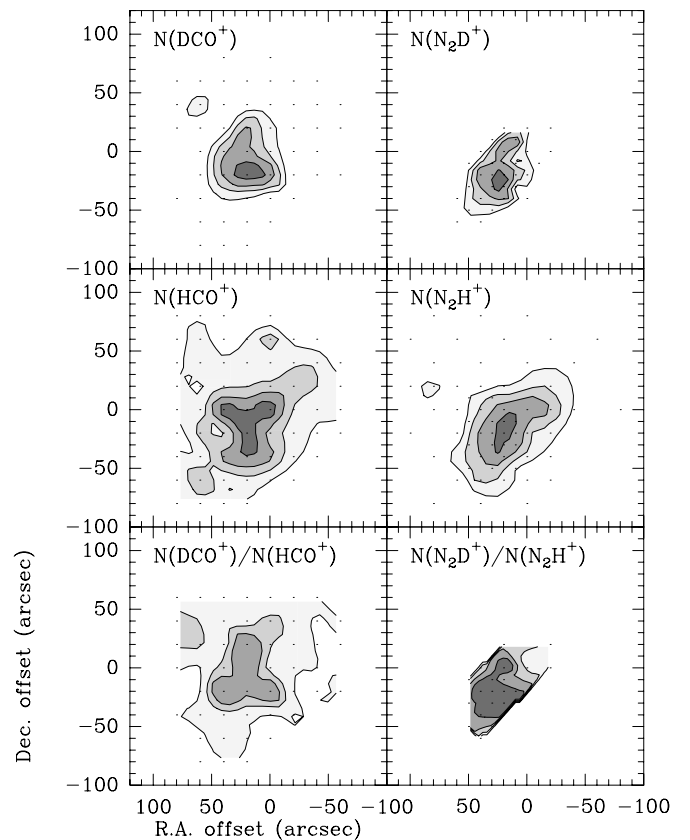 N(DCO⁺) N(N₂D⁺)
100
50
0
−50
−100
N(HCO⁺) N(N₂H⁺)
100
50
0
−50
−100
N(DCO⁺)/N(HCO⁺) N(N₂D⁺)/N(N₂H⁺)
100
50
0
−50
−100
Dec. offset (arcsec)
100 50 0 −50 −100 50 0 −50 −100
R.A. offset (arcsec)